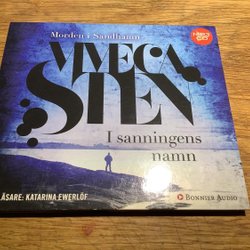 Morden i Sandhamn
VIVECA
STEN
I sanningens
namn
LÄSARE: KATARINA EWERLÖF
BONNIER AUDIO